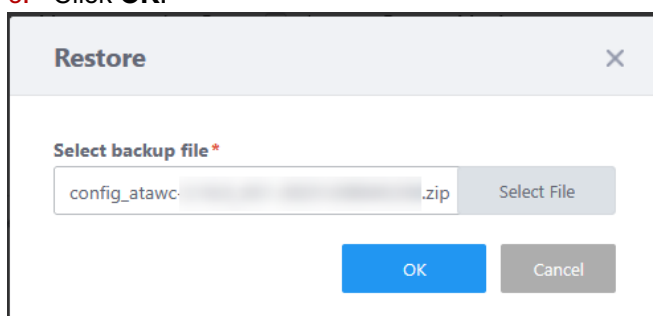 Click OK.
Restore
Select backup file*
config_atawc- .zip
Select File
OK
Cancel